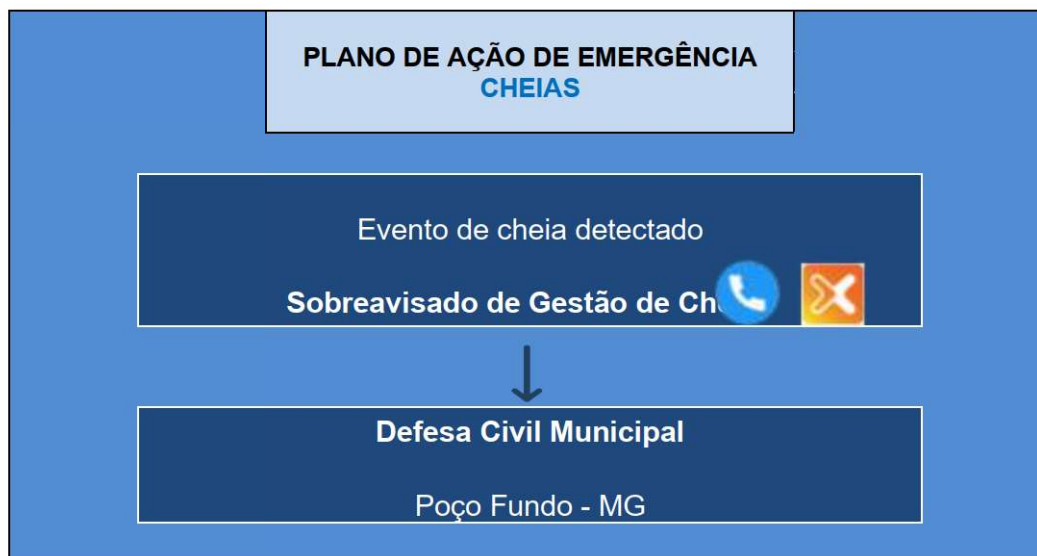 PLANO DE AÇÃO DE EMERGÊNCIA
CHEIAS
Evento de cheia detectado
Sobreavisado de Gestão de
Defesa Civil Municipal
Poço Fundo - MG